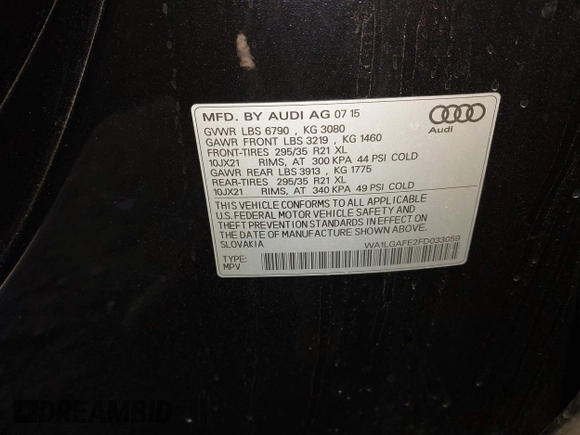 MFD. BY AUDI AG 07 15
GVWR LBS 6790 , KG 3080
GAWR FRONT LBS 3219 , KG 1460
FRONT-TIRES 295/35 R21 XL
10JX21 RIMS, AT 300 KPA 44 PSI COLD
GAWR REAR LBS 3913 , KG 1775
REAR-TIRES 295/35 R21 XL
10JX21 RIMS, AT 340 KPA 49 PSI COLD
Audi
THIS VEHICLE CONFORMS TO ALL APPLICABLE
U.S. FEDERAL MOTOR VEHICLE SAFETY AND
THEFT PREVENTION STANDARDS IN EFFECT ON
THE DATE OF MANUFACTURE SHOWN ABOVE.
SLOVAKIA
WA1LGAFE2FD033059
TYPE:
MPV
DREAMBID